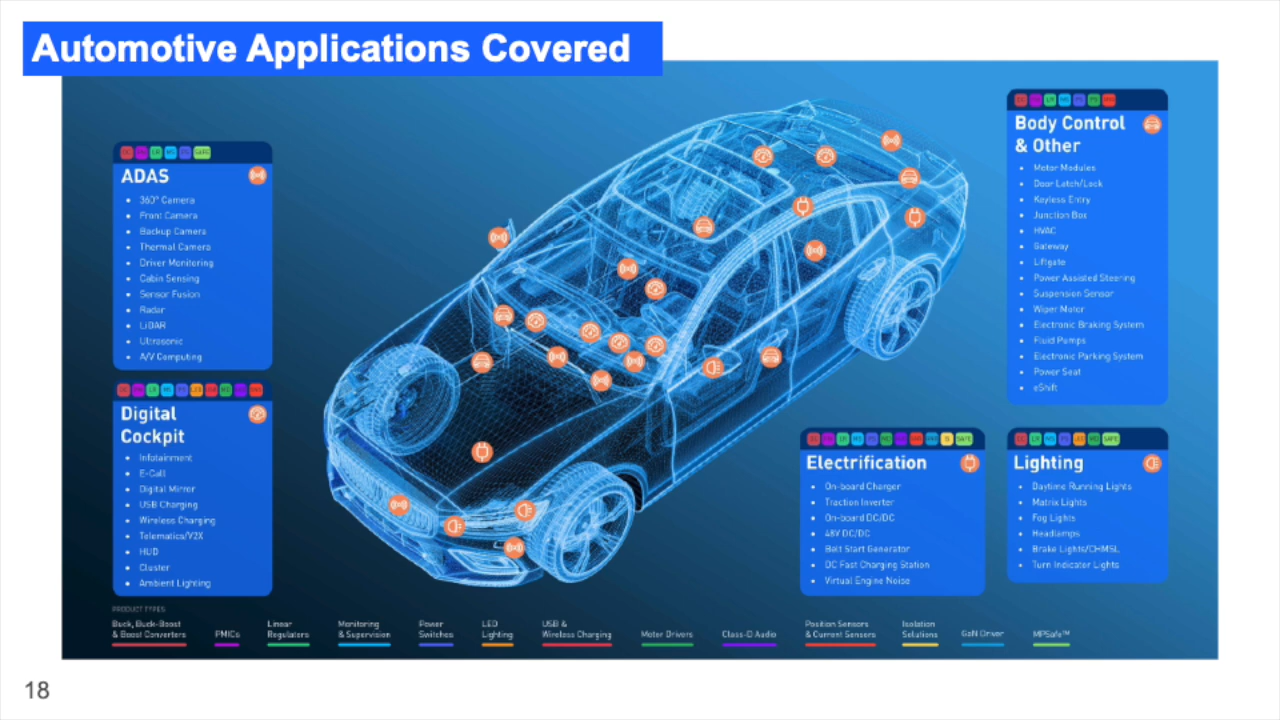 Automotive Applications Covered
ADAS
360° Camera
Front Camera
Backup Camera
Thermal Camera
Driver Monitoring
Cabin Sensing
Sensor Fusion
Radar
LiDAR
Ultrasonic
A/V Computing
Digital
Cockpit
Infotainment
E-Call
Digital Mirror
USB Charging
Wireless Charging
Telematics/V2X
HUD
Cluster
Ambient Lighting
Body Control
& Other
Motor Modules
Door Latch/Lock
Keyless Entry
Junction Box
HVAC
Gateway
Liftgate
Power Assisted Steering
Suspension Sensor
Wiper Motor
Electronic Braking System
Fluid Pumps
Electronic Parking System
Power Seat
eShift
Electrification
On-board Charger
Traction Inverter
On-board DC/DC
48V DC/DC
Belt Start Generator
DC Fast Charging Station
Virtual Engine Noise
Lighting
Daytime Running Lights
Matrix Lights
Fog Lights
Headlamps
Brake Lights/CHMSL
Turn Indicator Lights
PRODUCT TYPES
Buck, Buck-Boost
& Boost Converters
PMICs
Linear
Regulators
Monitoring
& Supervision
Power
Switches
LED
Lighting
USB &
Wireless Charging
Motor Drivers
Class-D Audio
Position Sensors
& Current Sensors
Isolation
Solutions
GaN Driver
MPSafe™
18